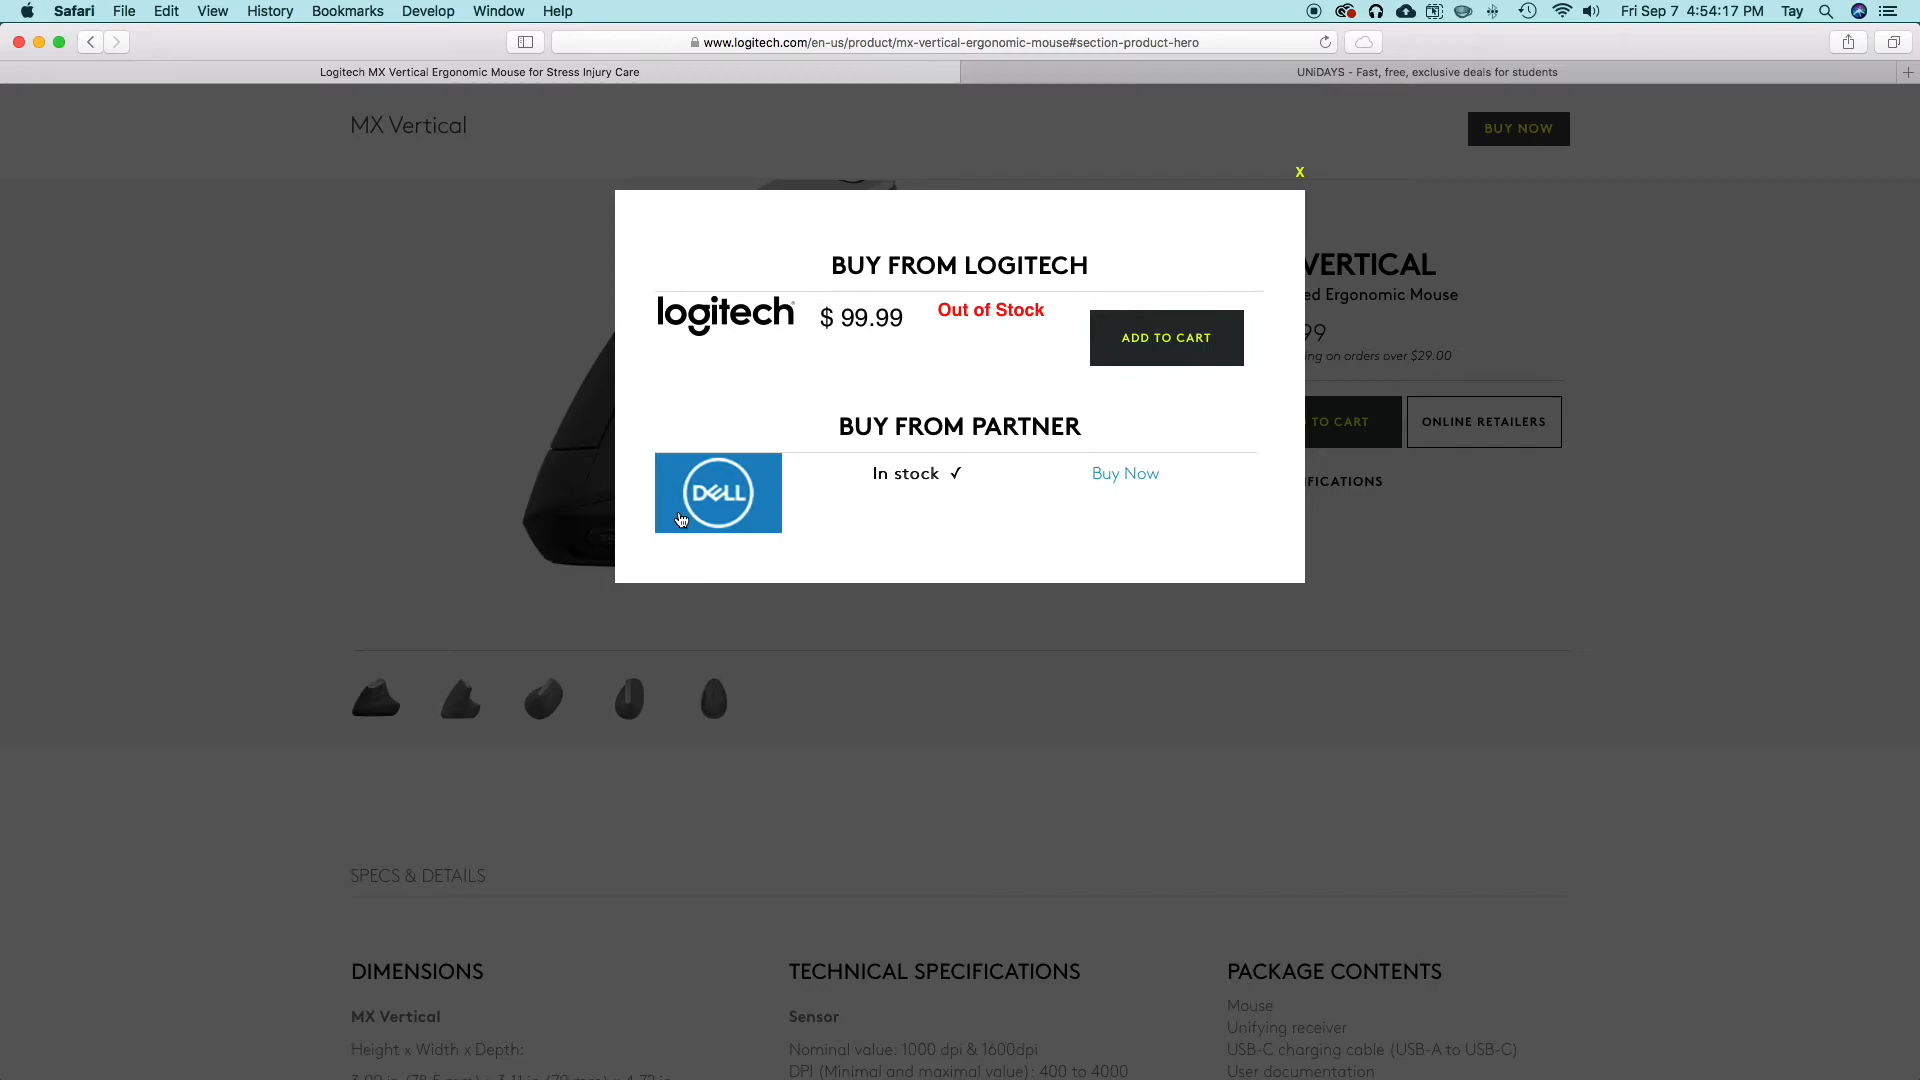 Safari File Edit View History Bookmarks Develop Window Help Fri Sep 7 4:54:17 PM Tay
www.logitech.com/en-us/product/mx-vertical-ergonomic-mouse#section-product-hero
Logitech MX Vertical Ergonomic Mouse for Stress Injury Care
UNiDAYS - Fast, free, exclusive deals for students
MX Vertical
BUY NOW
X
BUY FROM LOGITECH
logitech $ 99.99 Out of Stock
ADD TO CART
BUY FROM PARTNER
DELL In stock ✓ Buy Now
VERTICAL
ed Ergonomic Mouse
99
ing on orders over $29.00
TO CART ONLINE RETAILERS
IFICATIONS
SPECS & DETAILS
DIMENSIONS
MX Vertical
Height x Width x Depth:
TECHNICAL SPECIFICATIONS
Sensor
Nominal value: 1000 dpi & 1600dpi
DPI (Minimal and maximal value): 400 to 4000
PACKAGE CONTENTS
Mouse
Unifying receiver
USB-C charging cable (USB-A to USB-C)
User documentation